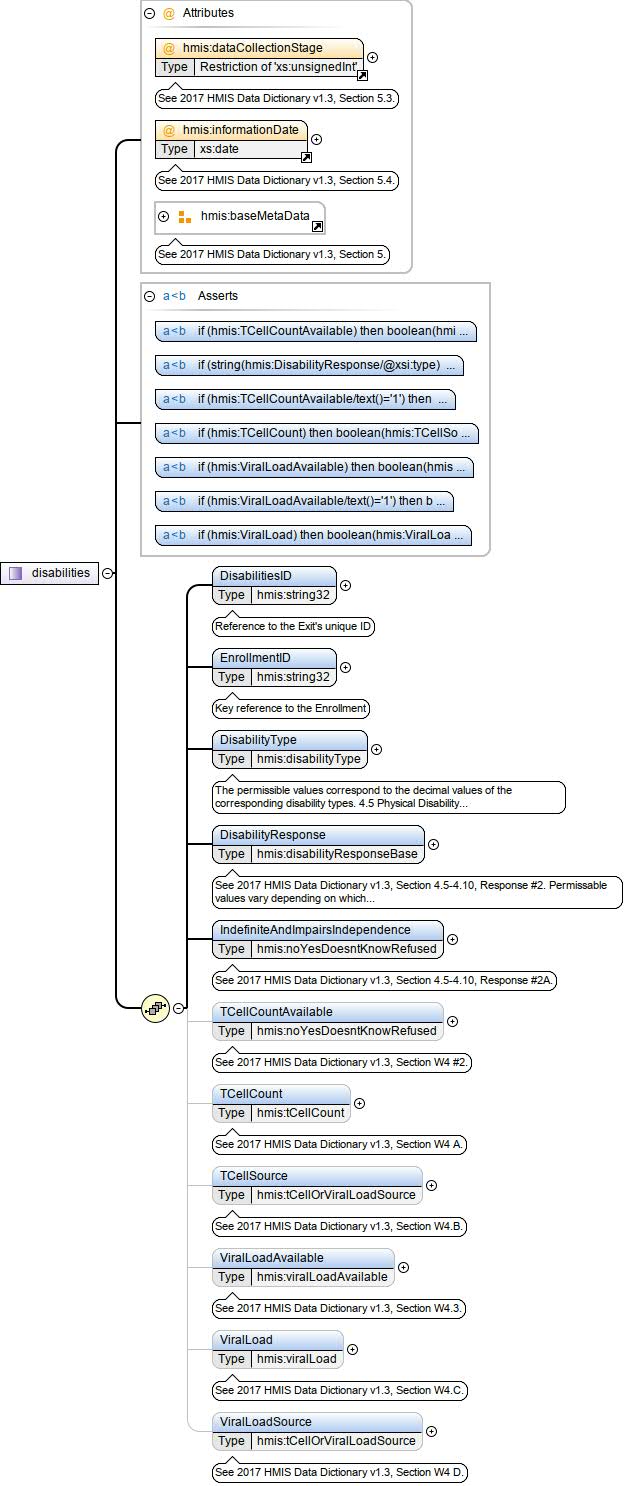 @ Attributes
@ hmis:dataCollectionStage
Type Restriction of 'xs:unsignedInt'
See 2017 HMIS Data Dictionary v1.3, Section 5.3.
@ hmis:informationDate
Type xs:date
See 2017 HMIS Data Dictionary v1.3, Section 5.4.
hmis:baseMetaData
See 2017 HMIS Data Dictionary v1.3, Section 5.
a<b Asserts
a<b if (hmis:TCellCountAvailable) then boolean(hmi ...
a<b if (string(hmis:DisabilityResponse/@xsi:type) ...
a<b if (hmis:TCellCountAvailable/text()='1') then ...
a<b if (hmis:TCellCount) then boolean(hmis:TCellSo ...
a<b if (hmis:ViralLoadAvailable) then boolean(hmis ...
a<b if (hmis:ViralLoadAvailable/text()='1') then b ...
a<b if (hmis:ViralLoad) then boolean(hmis:ViralLoa ...
disabilities
DisabilitiesID
Type hmis:string32
Reference to the Exit's unique ID
EnrollmentID
Type hmis:string32
Key reference to the Enrollment
DisabilityType
Type hmis:disabilityType
The permissible values correspond to the decimal values of the
corresponding disability types. 4.5 Physical Disability...
DisabilityResponse
Type hmis:disabilityResponseBase
See 2017 HMIS Data Dictionary v1.3, Section 4.5-4.10, Response #2. Permissable
values vary depending on which...
IndefiniteAndImpairsIndependence
Type hmis:noYesDoesntKnowRefused
See 2017 HMIS Data Dictionary v1.3, Section 4.5-4.10, Response #2A.
TCellCountAvailable
Type hmis:noYesDoesntKnowRefused
See 2017 HMIS Data Dictionary v1.3, Section W4 #2.
TCellCount
Type hmis:tCellCount
See 2017 HMIS Data Dictionary v1.3, Section W4 A.
TCellSource
Type hmis:tCellOrViralLoadSource
See 2017 HMIS Data Dictionary v1.3, Section W4.B.
ViralLoadAvailable
Type hmis:viralLoadAvailable
See 2017 HMIS Data Dictionary v1.3, Section W4.3.
ViralLoad
Type hmis:viralLoad
See 2017 HMIS Data Dictionary v1.3, Section W4.C.
ViralLoadSource
Type hmis:tCellOrViralLoadSource
See 2017 HMIS Data Dictionary v1.3, Section W4 D.